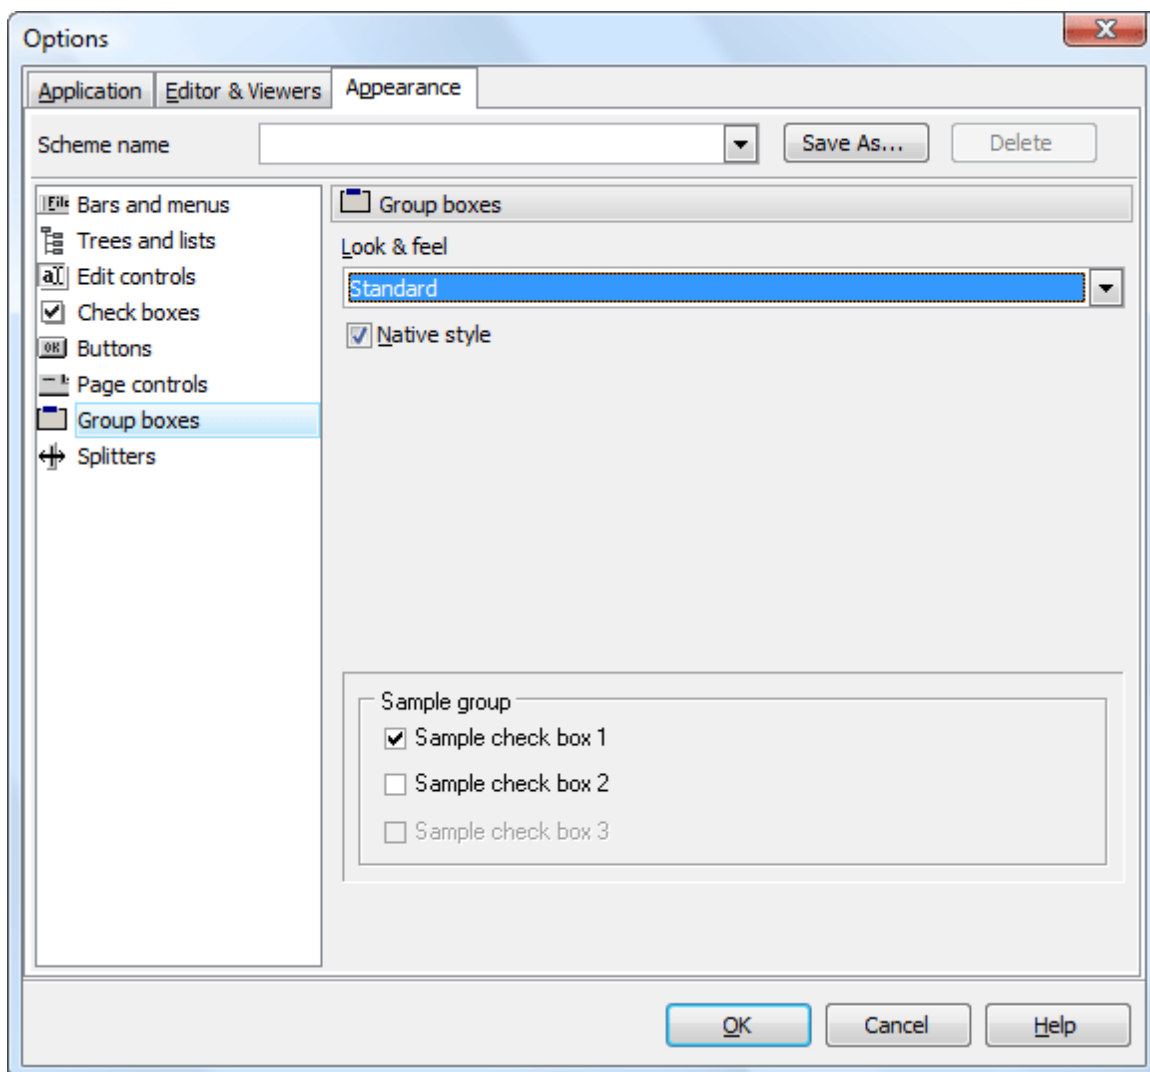 Options
Application Editor & Viewers Appearance
Scheme name Save As... Delete
Bars and menus
Trees and lists
Edit controls
Check boxes
Buttons
Page controls
Group boxes
Splitters
Group boxes
Look & feel
Standard
Native style
Sample group
Sample check box 1
Sample check box 2
Sample check box 3
OK Cancel Help